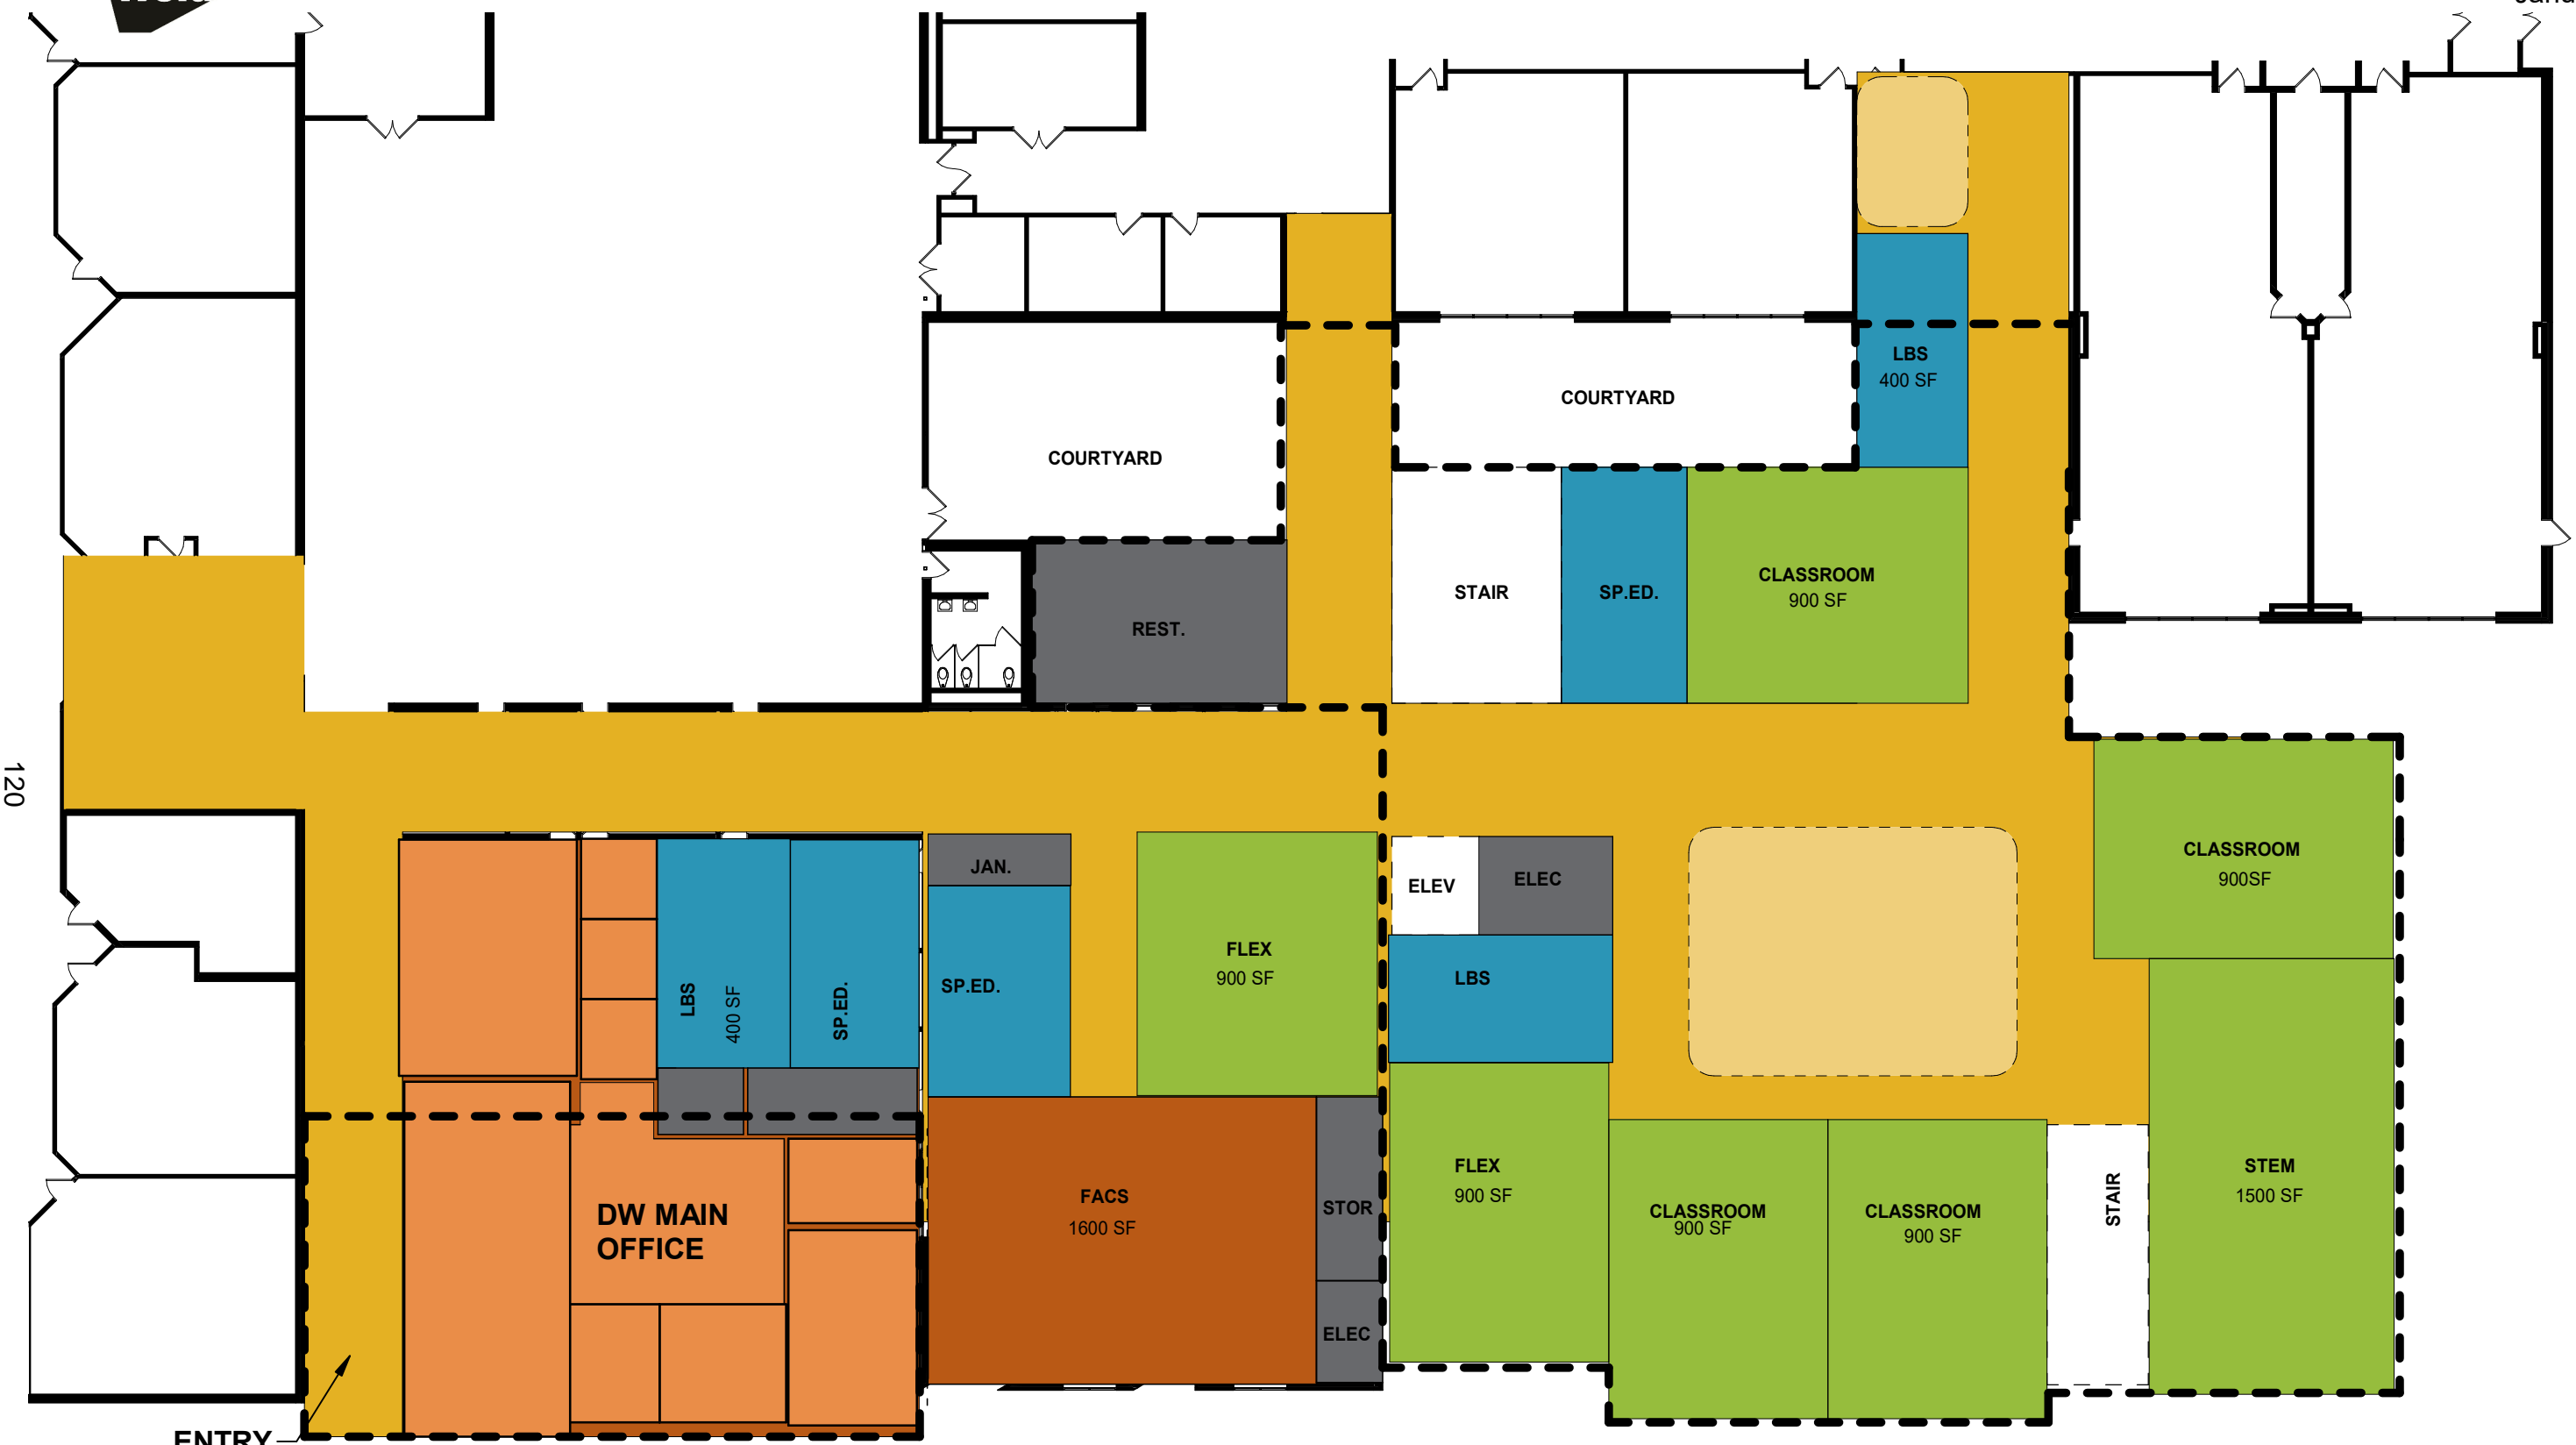 COURTYARD
COURTYARD
LBS
400 SF
STAIR
SP.ED.
CLASSROOM
900 SF
REST.
120
JAN.
SP.ED.
LBS
400 SF
SP.ED.
FLEX
900 SF
ELEV
ELEC
LBS
CLASSROOM
900SF
DW MAIN
OFFICE
FACS
1600 SF
STOR
ELEC
FLEX
900 SF
CLASSROOM
900 SF
CLASSROOM
900 SF
STAIR
STEM
1500 SF
ENTRY